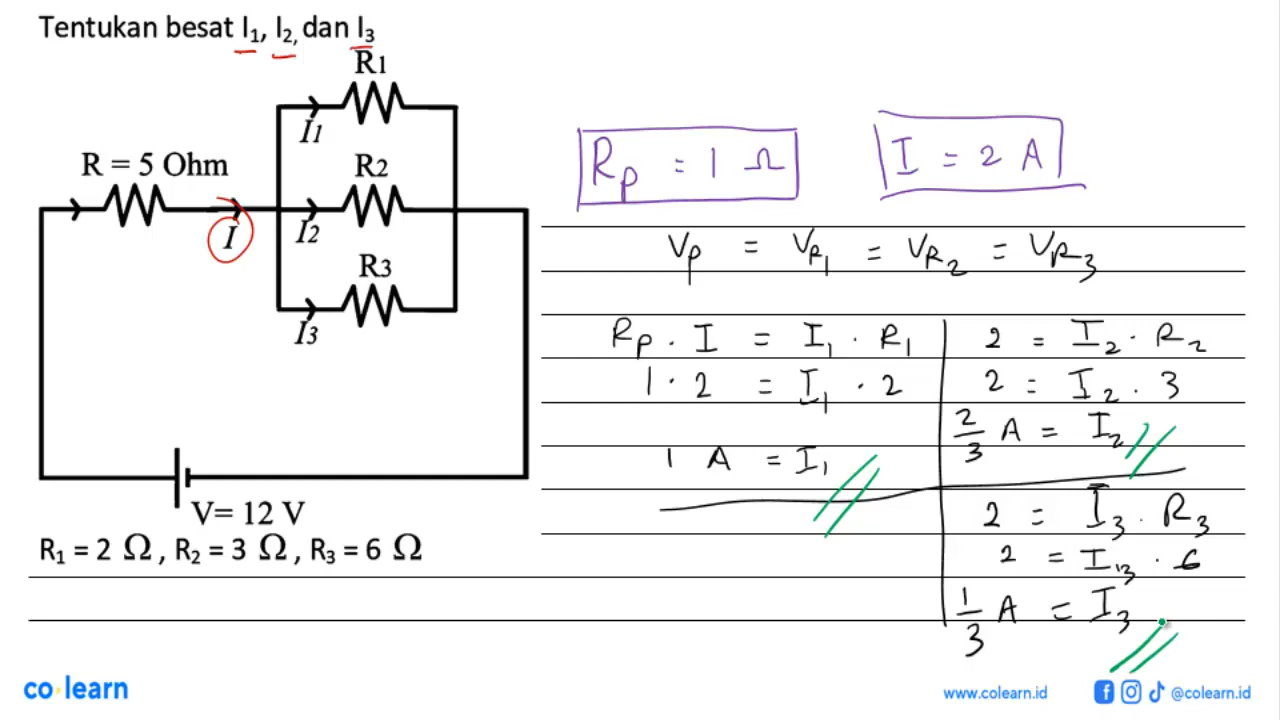 Tentukan besat I₁, I₂, dan I₃
R1
I1
R = 5 Ohm
R2
I
I2
R3
I3
V= 12 V
R₁ = 2 Ω , R₂ = 3 Ω , R₃ = 6 Ω
Rp = 1 Ω
I = 2 A
Vp = VR₁ = VR₂ = VR₃
Rp . I = I₁ . R₁
1 . 2 = I₁ . 2
1 A = I₁
2 = I₂ . R₂
2 = I₂ . 3
2/3 A = I₂
2 = I₃ . R₃
2 = I₃ . 6
1/3 A = I₃
co learn
www.colearn.id
@colearn.id